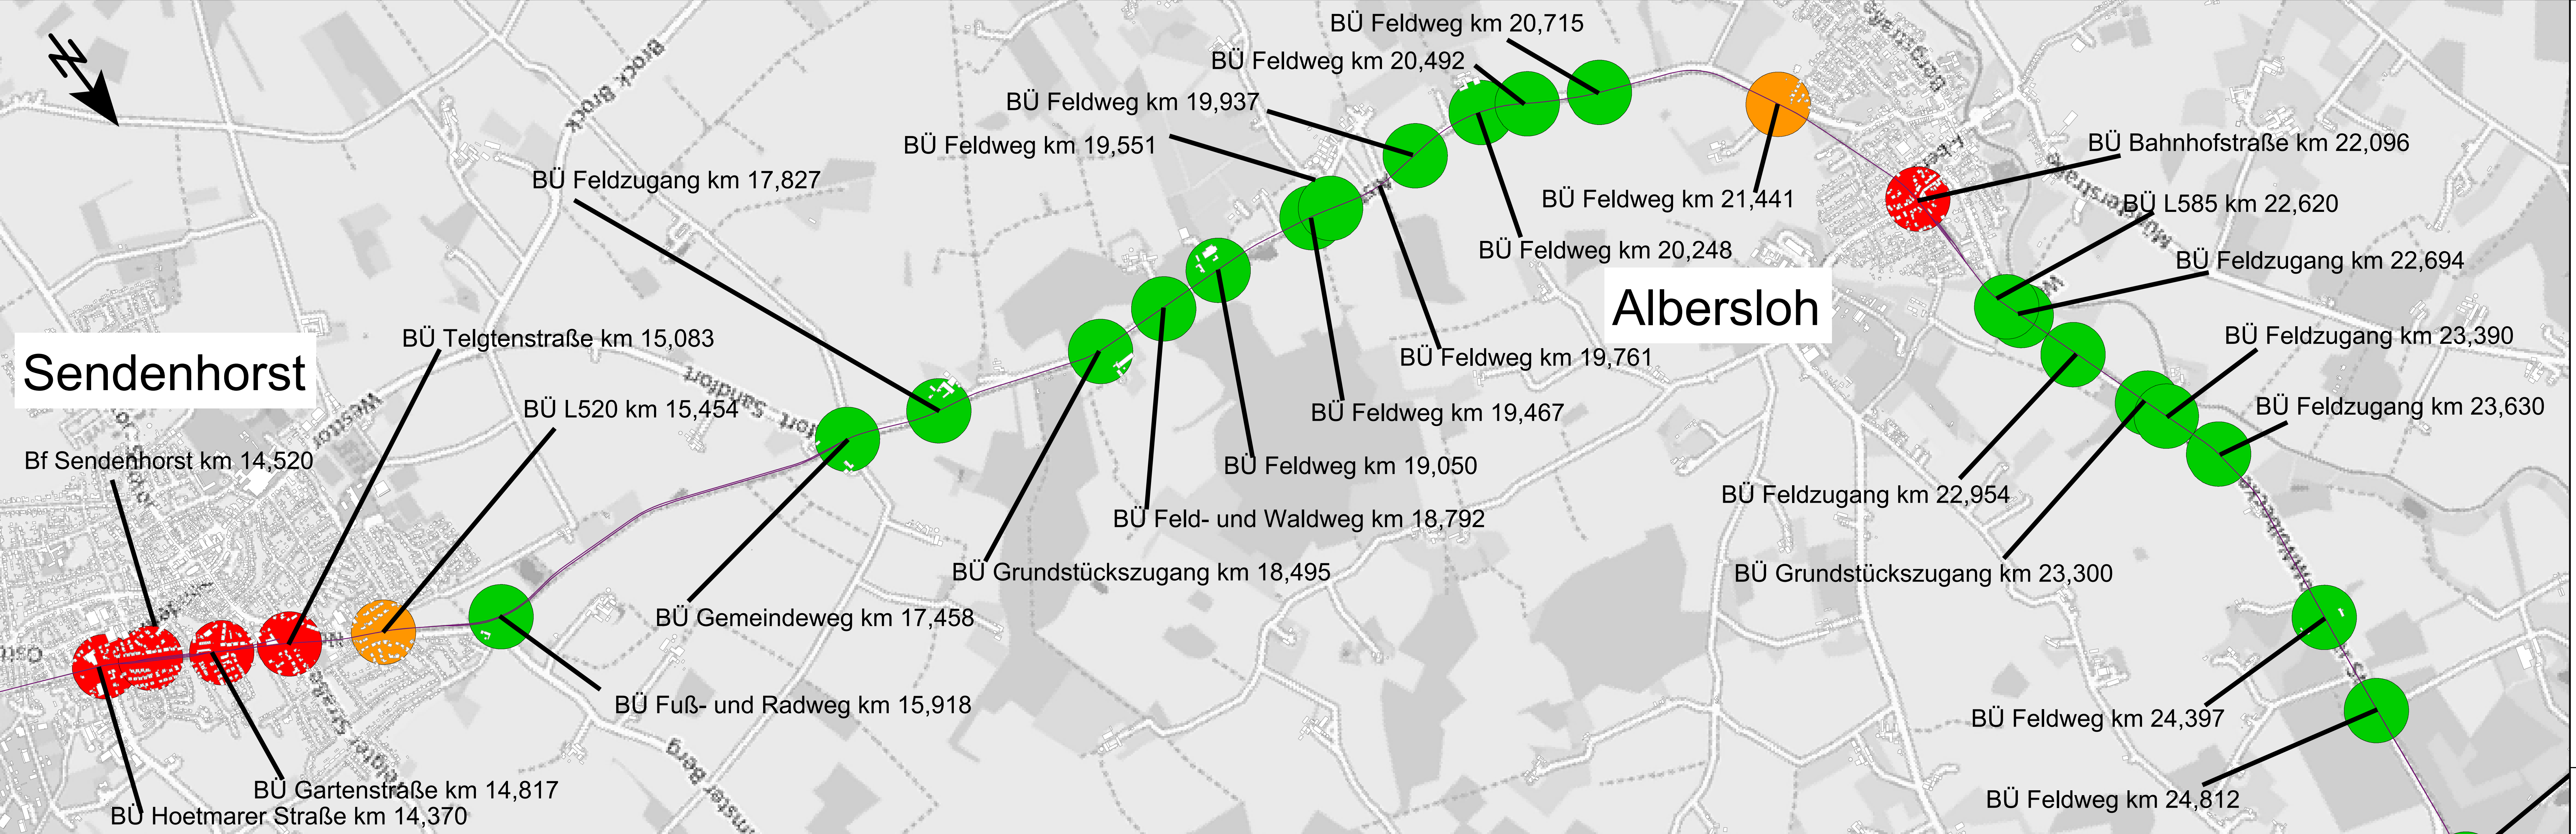 N
BÜ Feldweg km 20,715
BÜ Feldweg km 20,492
BÜ Feldweg km 19,937
BÜ Feldweg km 19,551
BÜ Feldzugang km 17,827
BÜ Feldweg km 21,441
BÜ Feldweg km 20,248
BÜ Bahnhofstraße km 22,096
BÜ L585 km 22,620
BÜ Feldzugang km 22,694
Albersloh
BÜ Feldzugang km 23,390
BÜ Feldzugang km 23,630
Sendenhorst
BÜ Telgtenstraße km 15,083
BÜ L520 km 15,454
Bf Sendenhorst km 14,520
BÜ Feldweg km 19,761
BÜ Feldweg km 19,467
BÜ Feldweg km 19,050
BÜ Feld- und Waldweg km 18,792
BÜ Grundstückszugang km 18,495
BÜ Gemeindeweg km 17,458
BÜ Fuß- und Radweg km 15,918
BÜ Feldzugang km 22,954
BÜ Grundstückszugang km 23,300
BÜ Feldweg km 24,397
BÜ Feldweg km 24,812
BÜ Gartenstraße km 14,817
BÜ Hoetmarer Straße km 14,370
Brock Brock
Bergstraße
Westtor
Sandfort